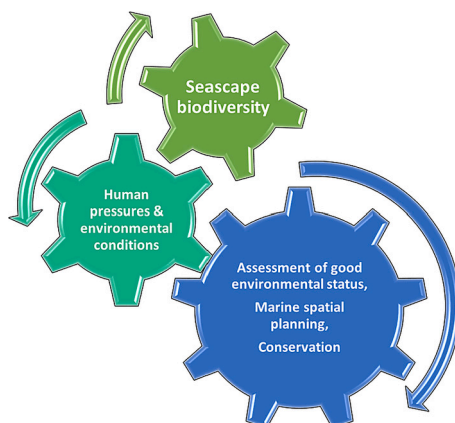 Seascape
biodiversity
Human
pressures &
environmental
conditions
Assessment of good
environmental status,
Marine spatial
planning,
Conservation